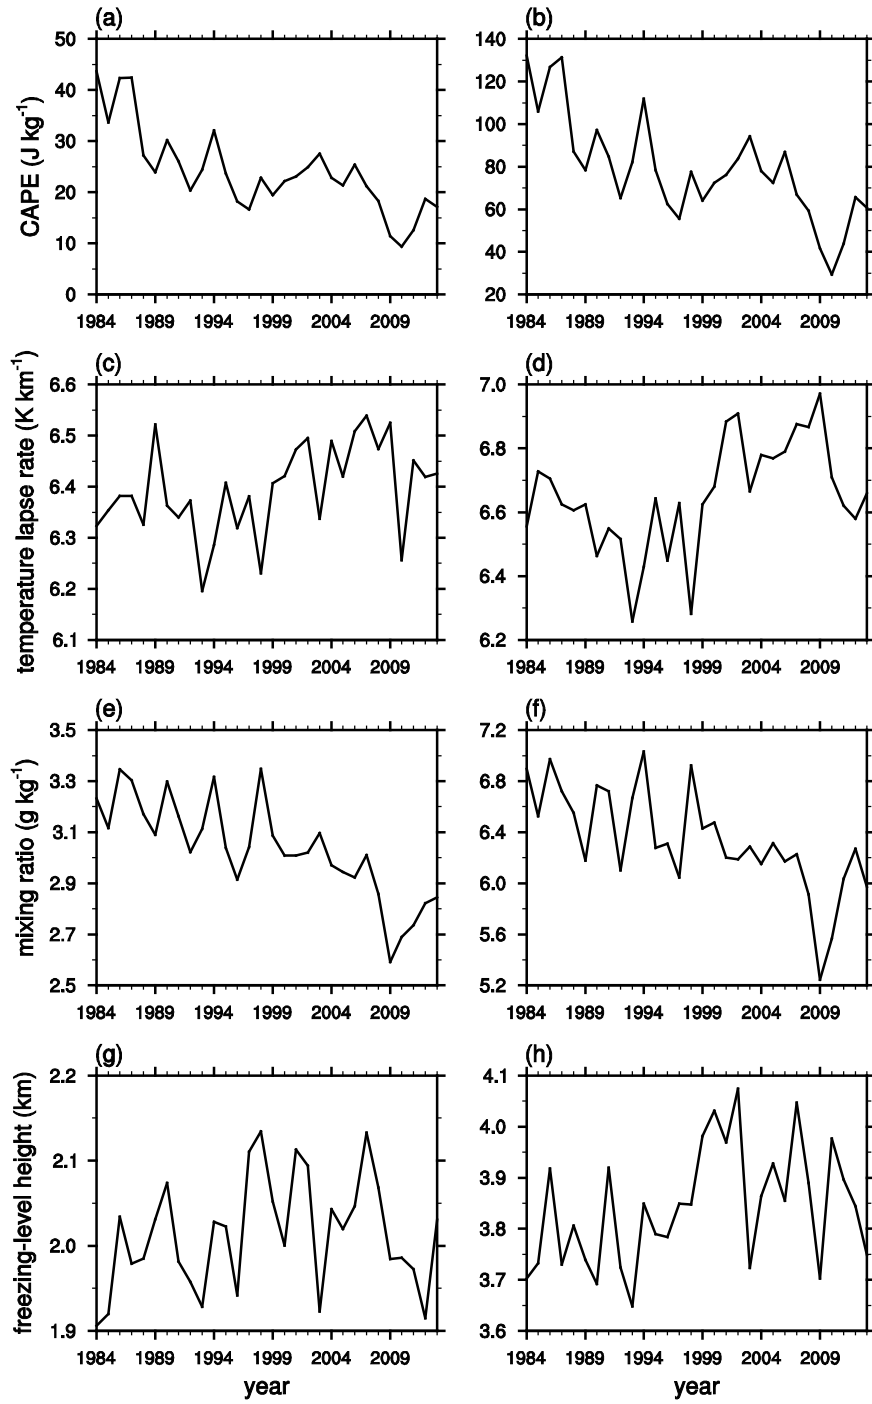 (a) (b)
CAPE (J kg⁻¹)
50 140
40 120
30 100
80
20 60
10 40
0 20
1984 1989 1994 1999 2004 2009 1984 1989 1994 1999 2004 2009
(c) (d)
temperature lapse rate (K km⁻¹)
6.6 7.0
6.5 6.8
6.4 6.6
6.3
6.2 6.4
6.1 6.2
1984 1989 1994 1999 2004 2009 1984 1989 1994 1999 2004 2009
(e) (f)
mixing ratio (g kg⁻¹)
3.5 7.2
3.3 6.8
3.1 6.4
2.9 6.0
2.7 5.6
2.5 5.2
1984 1989 1994 1999 2004 2009 1984 1989 1994 1999 2004 2009
(g) (h)
freezing-level height (km)
2.2 4.1
4.0
2.1 3.9
2.0 3.8
3.7
1.9 3.6
1984 1989 1994 1999 2004 2009 1984 1989 1994 1999 2004 2009
year year